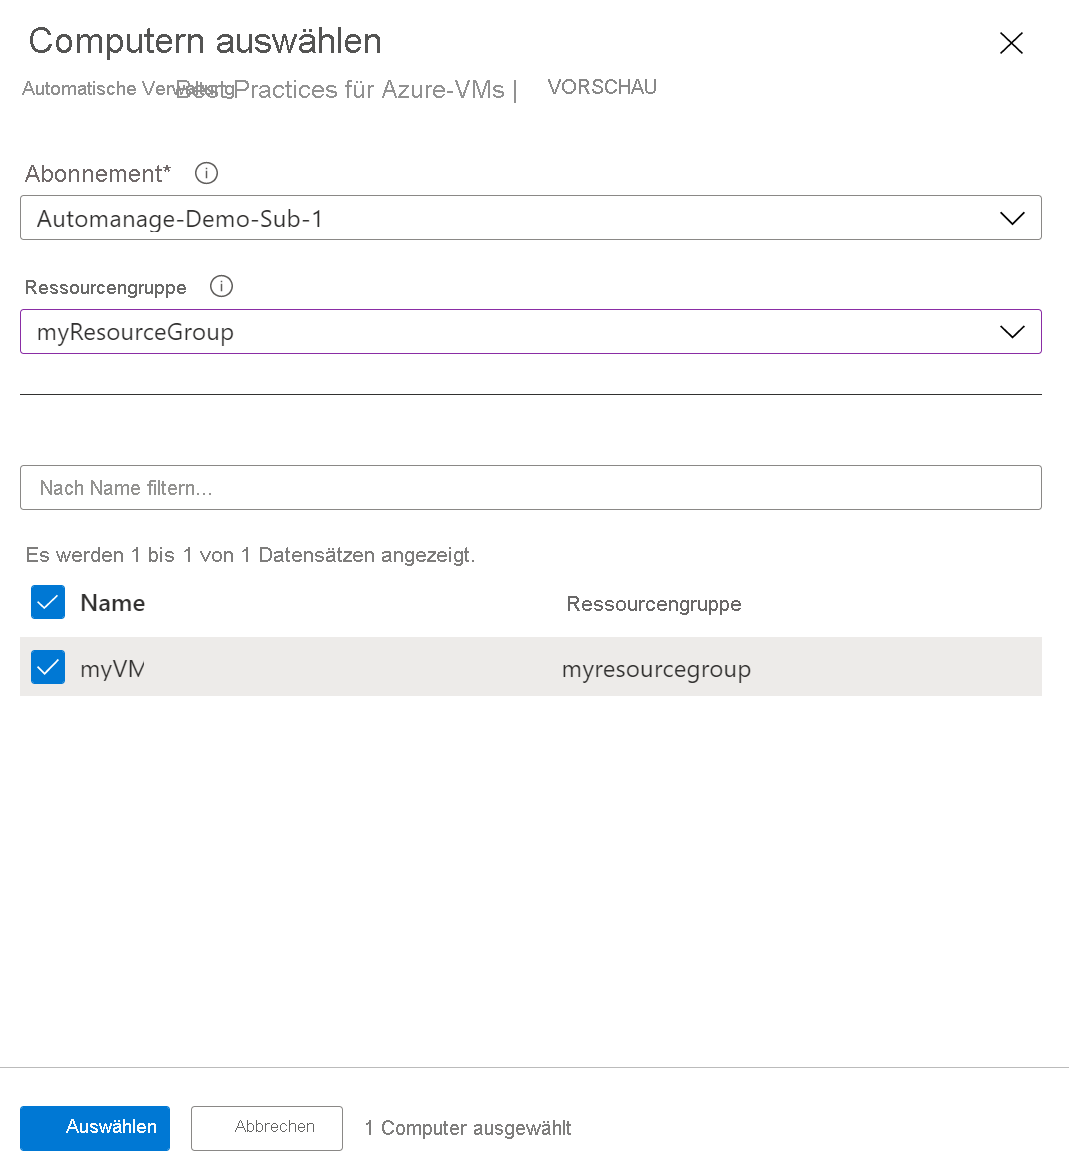 Computern auswählen
Automatische Verwaltung Best Practices für Azure-VMs | VORSCHAU
Abonnement*
Automanage-Demo-Sub-1
Ressourcengruppe
myResourceGroup
Nach Name filtern...
Es werden 1 bis 1 von 1 Datensätzen angezeigt.
Name Ressourcengruppe
myVM myresourcegroup
Auswählen Abbrechen 1 Computer ausgewählt